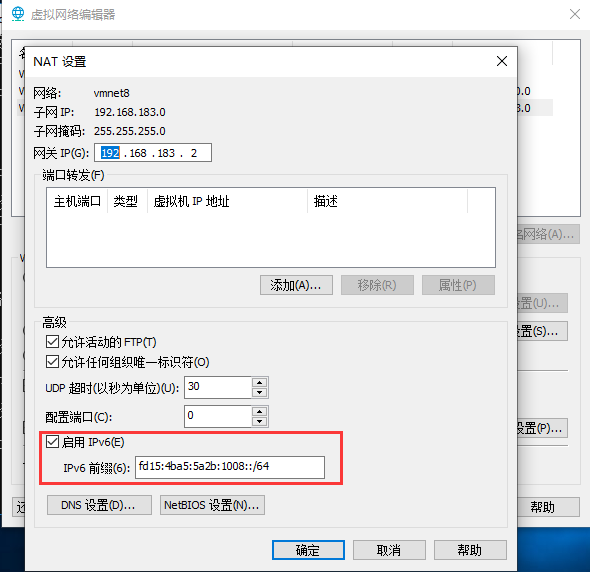 虚拟网络编辑器
NAT 设置
网络: vmnet8
子网 IP: 192.168.183.0
子网掩码: 255.255.255.0
网关 IP(G): 192 . 168 . 183 . 2
端口转发(F)
主机端口 类型 虚拟机 IP 地址 描述
添加(A)... 移除(R) 属性(P)
高级
允许活动的 FTP(T)
允许任何组织唯一标识符(O)
UDP 超时(以秒为单位)(U): 30
配置端口(C): 0
启用 IPv6(E)
IPv6 前缀(6): fd15:4ba5:5a2b:1008::/64
DNS 设置(D)... NetBIOS 设置(N)...
确定 取消 帮助
0.0
3.0
网络(A)...
置(U)...
设置(S)...
设置(P)...
帮助